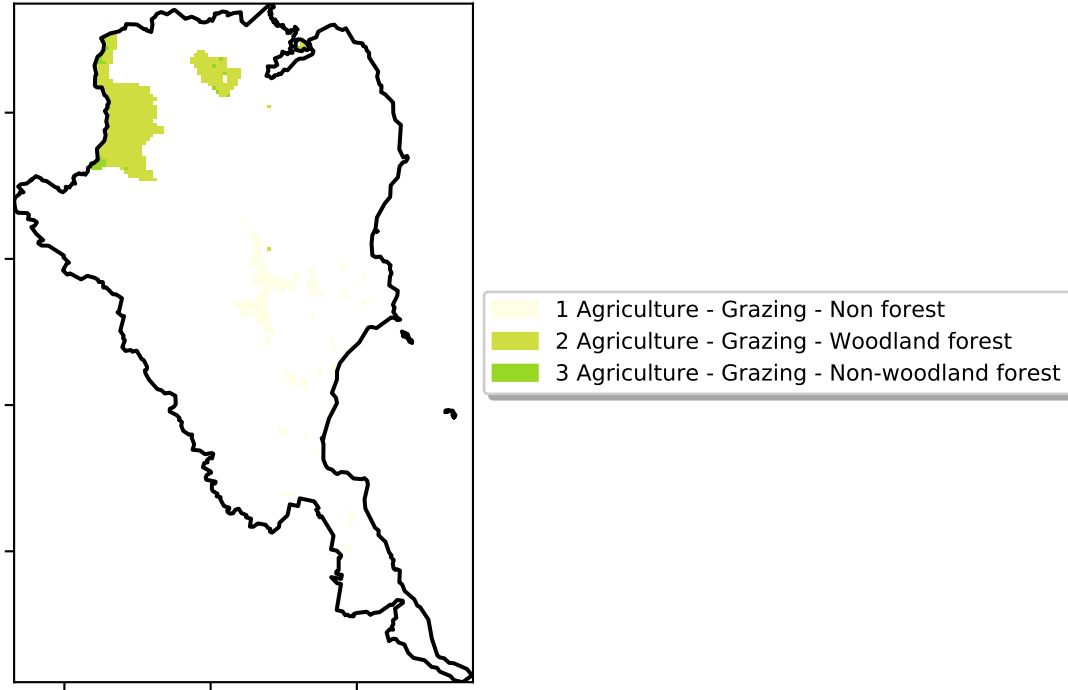 1 Agriculture - Grazing - Non forest
2 Agriculture - Grazing - Woodland forest
3 Agriculture - Grazing - Non-woodland forest